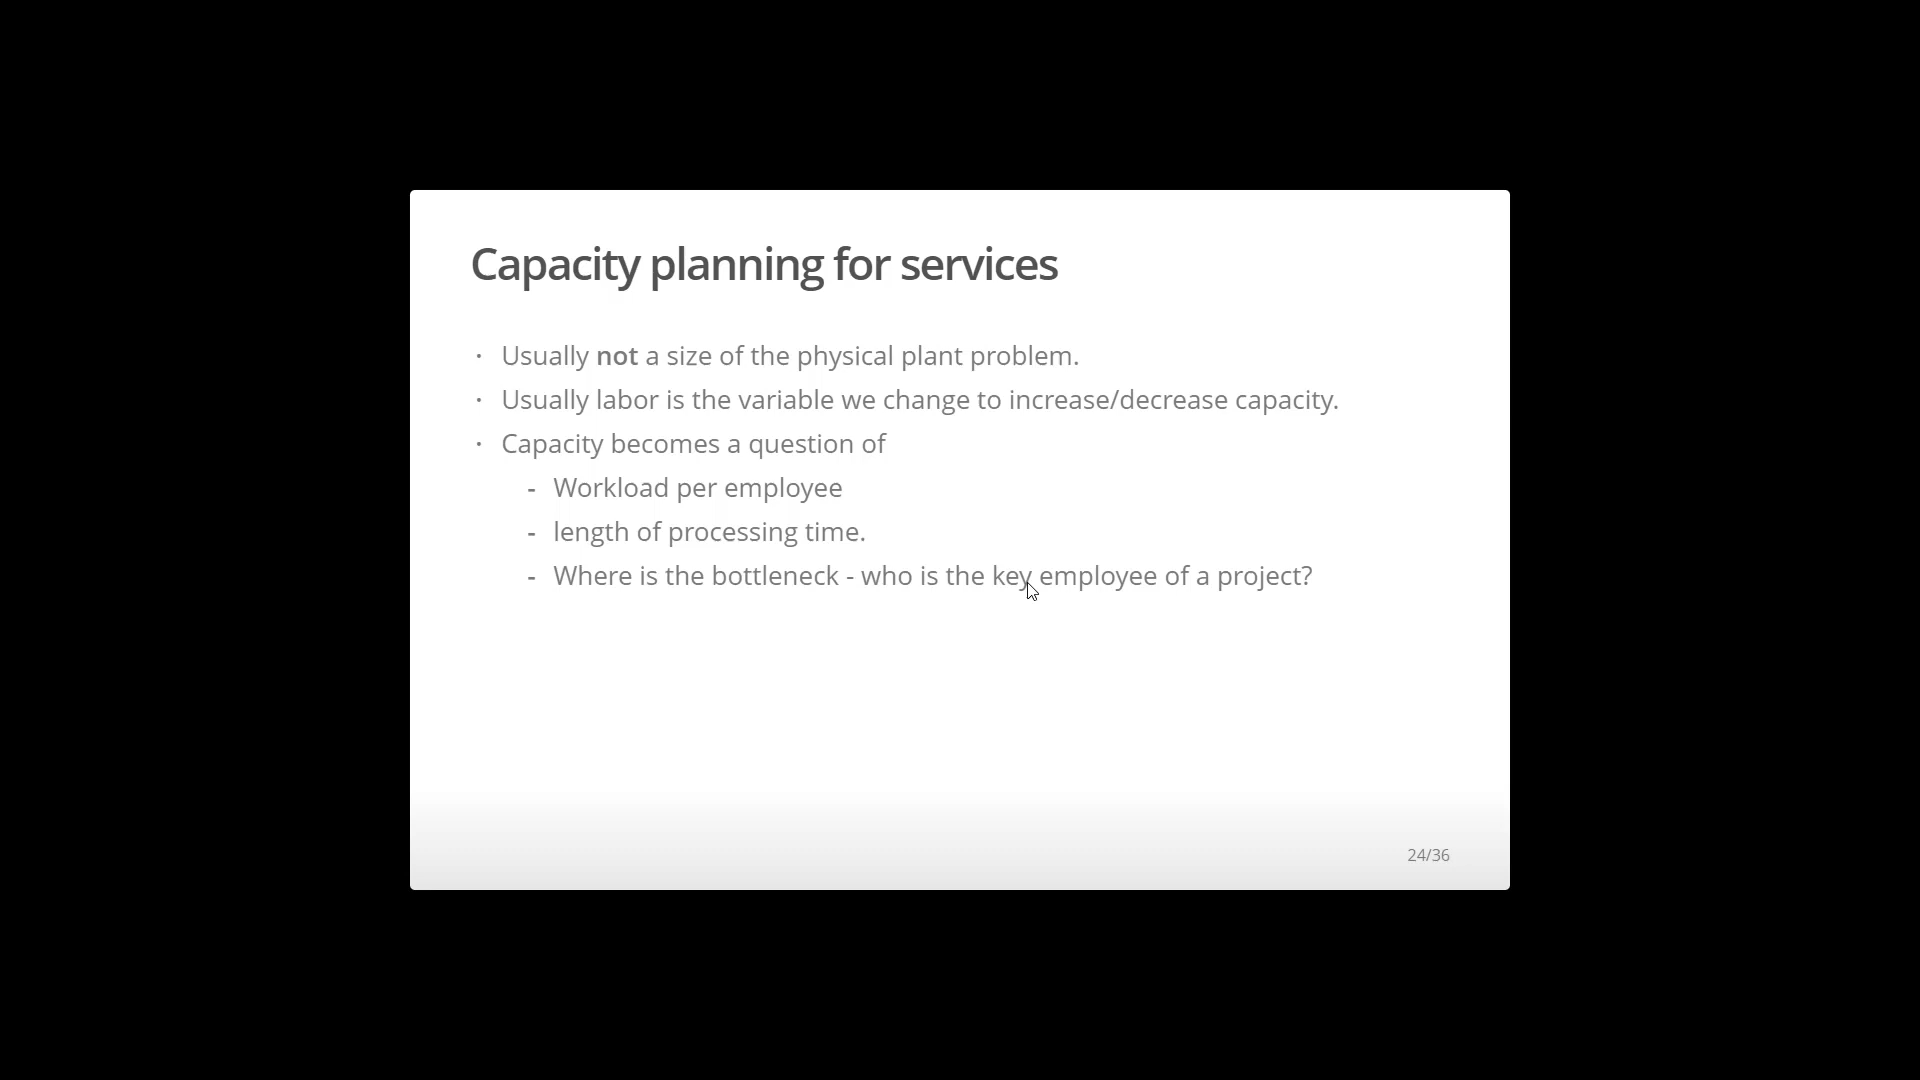 Capacity planning for services
· Usually not a size of the physical plant problem.
· Usually labor is the variable we change to increase/decrease capacity.
· Capacity becomes a question of
- Workload per employee
- length of processing time.
- Where is the bottleneck - who is the key employee of a project?
24/36